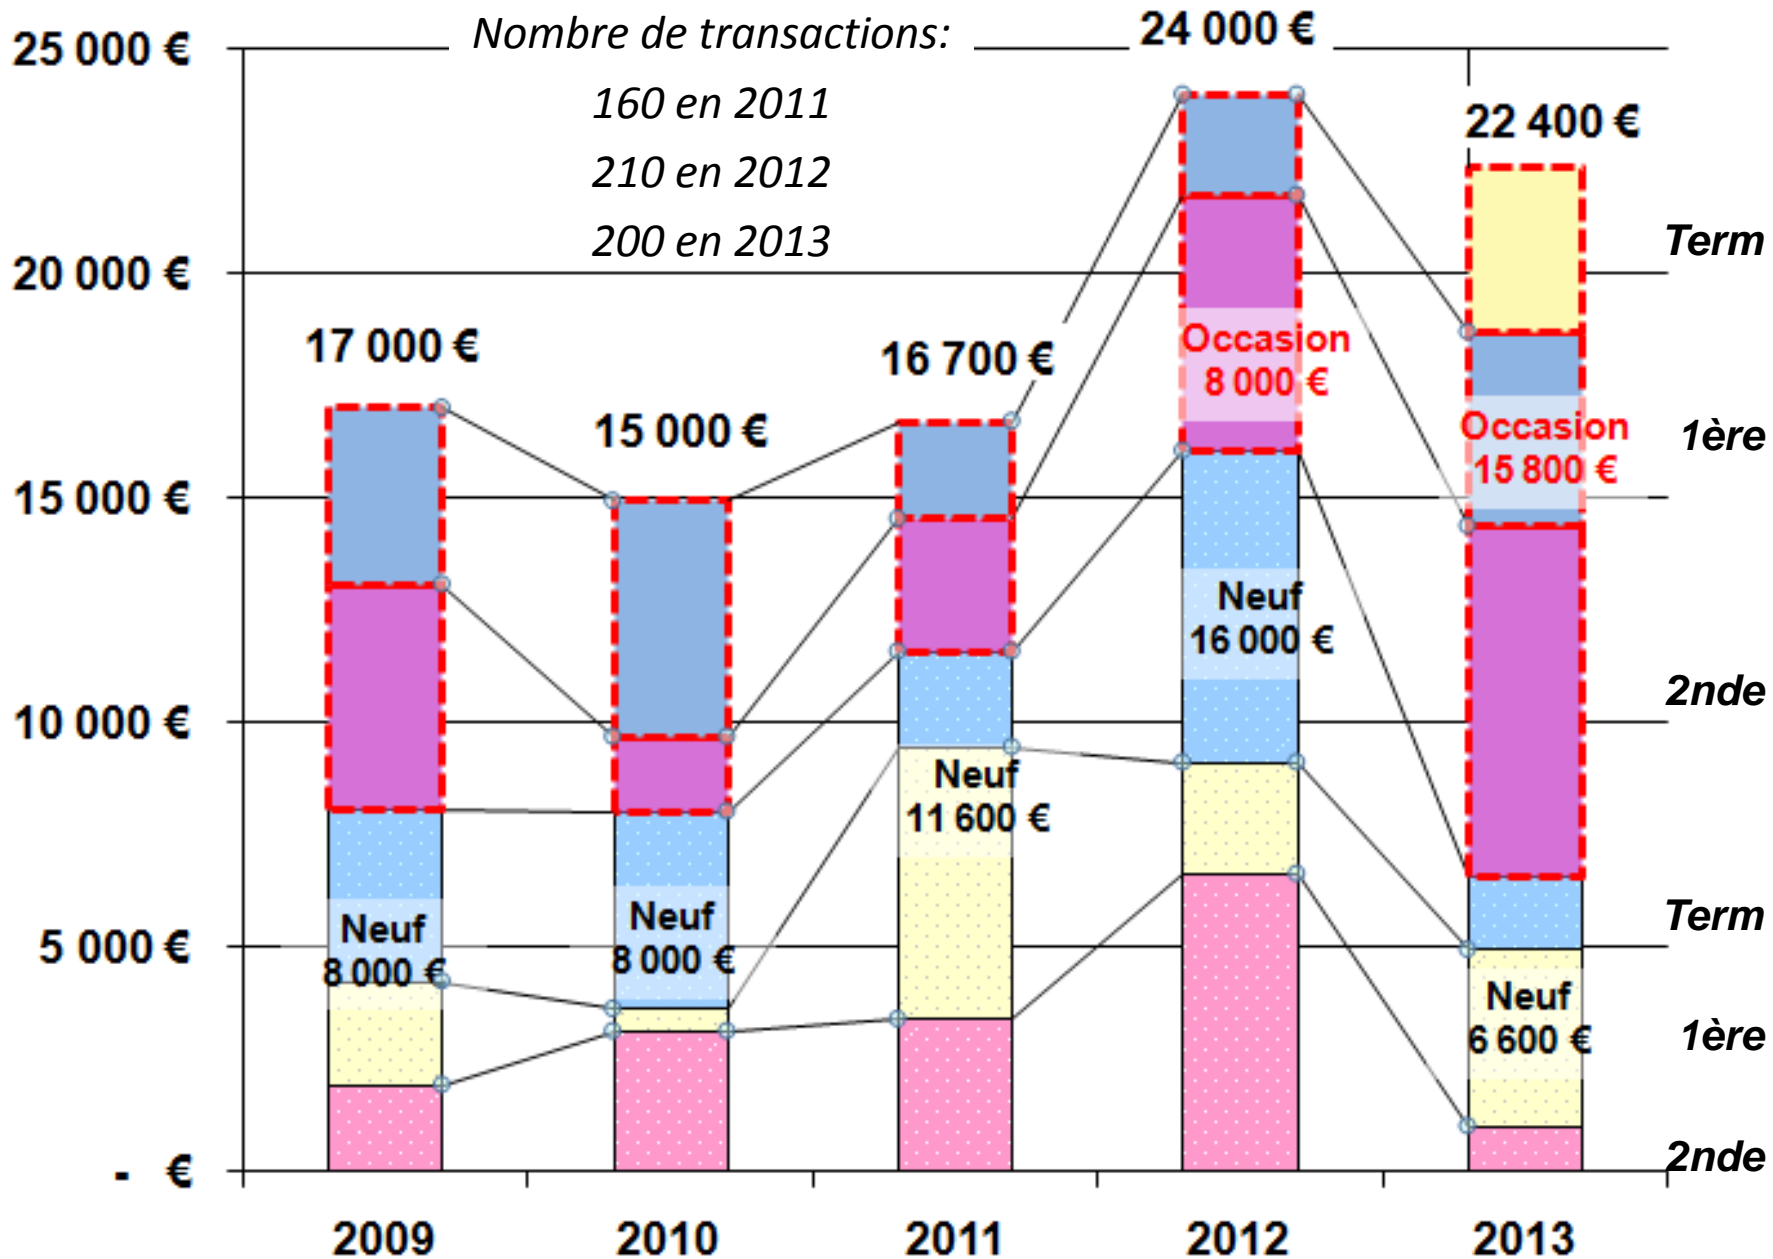 Nombre de transactions:
160 en 2011
210 en 2012
200 en 2013
25 000 €
20 000 €
15 000 €
10 000 €
5 000 €
- €
17 000 €
15 000 €
16 700 €
24 000 €
22 400 €
Neuf
8 000 €
Neuf
8 000 €
Neuf
11 600 €
Occasion
8 000 €
Neuf
16 000 €
Occasion
15 800 €
Neuf
6 600 €
Term
1ère
2nde
Term
1ère
2nde
2009
2010
2011
2012
2013